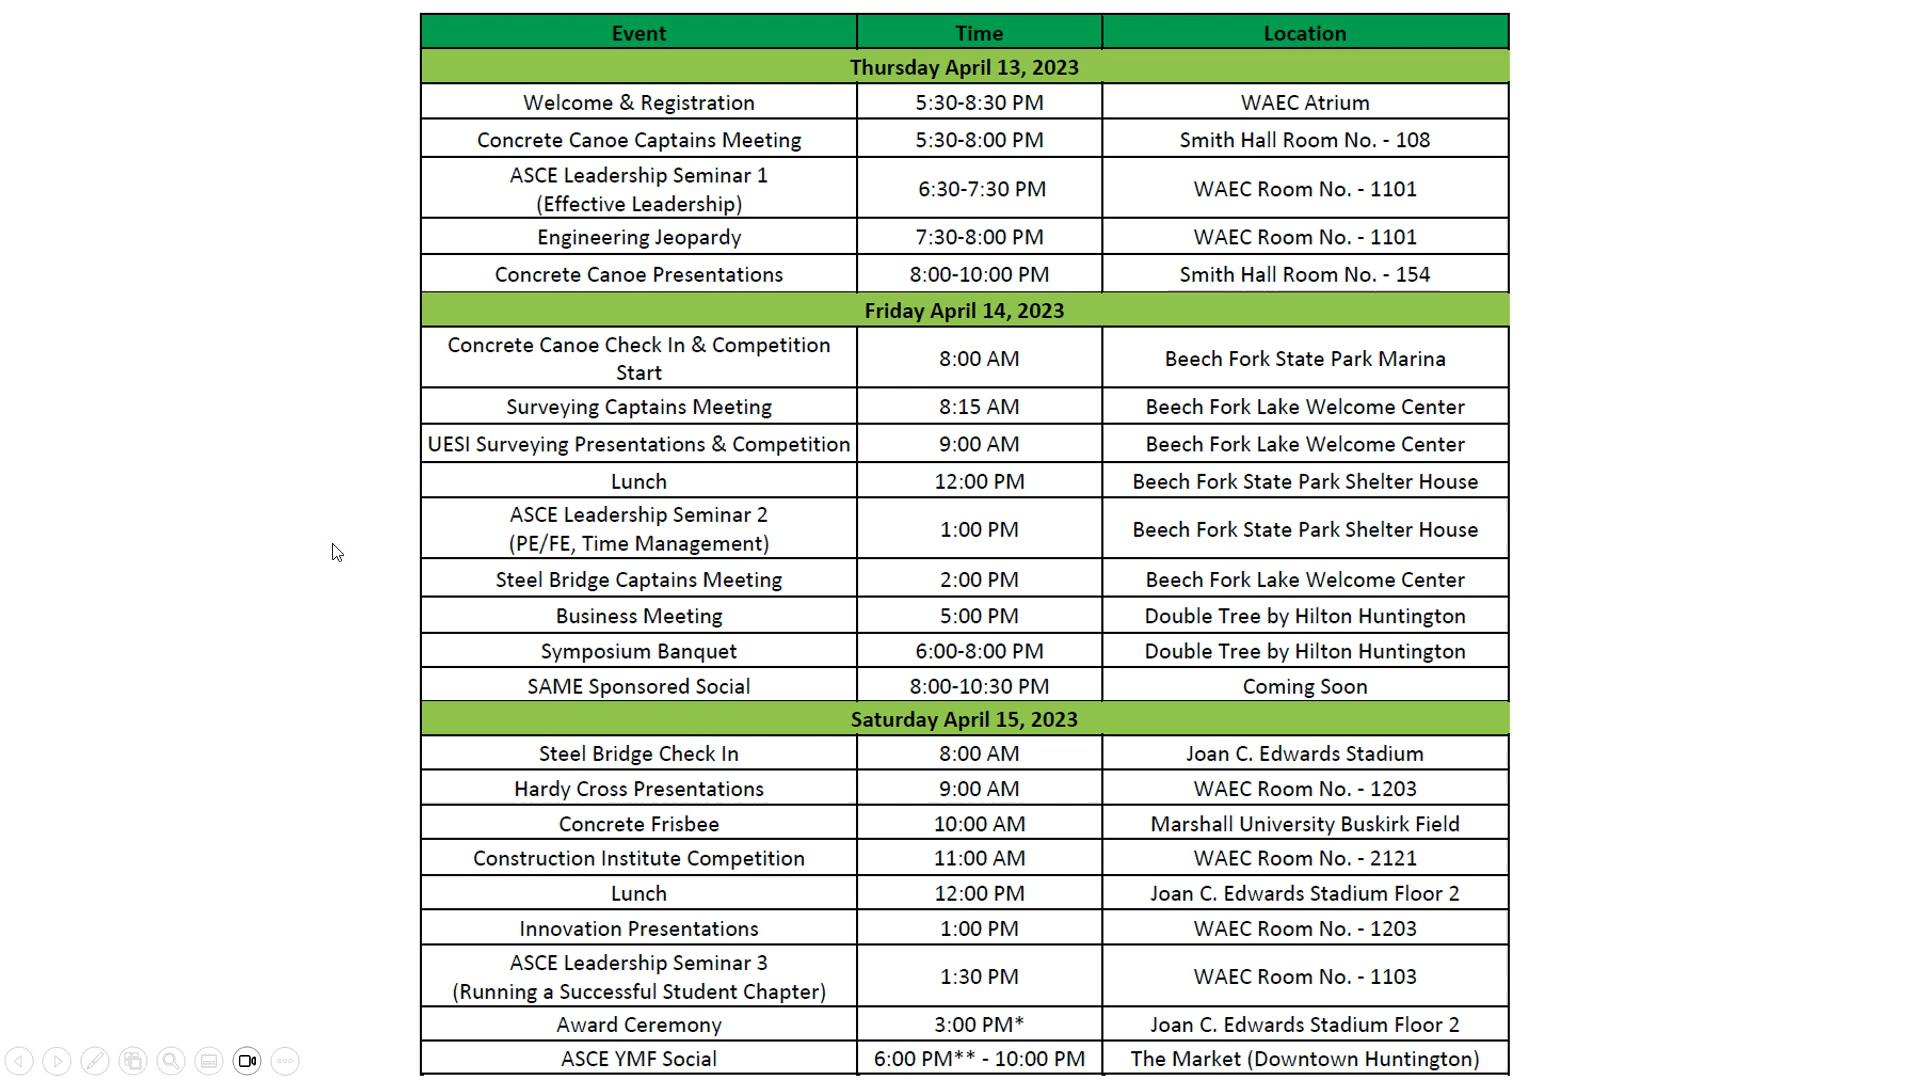 Event Time Location
Thursday April 13, 2023
Welcome & Registration 5:30-8:30 PM WAEC Atrium
Concrete Canoe Captains Meeting 5:30-8:00 PM Smith Hall Room No. - 108
ASCE Leadership Seminar 1
(Effective Leadership) 6:30-7:30 PM WAEC Room No. - 1101
Engineering Jeopardy 7:30-8:00 PM WAEC Room No. - 1101
Concrete Canoe Presentations 8:00-10:00 PM Smith Hall Room No. - 154
Friday April 14, 2023
Concrete Canoe Check In & Competition
Start 8:00 AM Beech Fork State Park Marina
Surveying Captains Meeting 8:15 AM Beech Fork Lake Welcome Center
UESI Surveying Presentations & Competition 9:00 AM Beech Fork Lake Welcome Center
Lunch 12:00 PM Beech Fork State Park Shelter House
ASCE Leadership Seminar 2
(PE/FE, Time Management) 1:00 PM Beech Fork State Park Shelter House
Steel Bridge Captains Meeting 2:00 PM Beech Fork Lake Welcome Center
Business Meeting 5:00 PM Double Tree by Hilton Huntington
Symposium Banquet 6:00-8:00 PM Double Tree by Hilton Huntington
SAME Sponsored Social 8:00-10:30 PM Coming Soon
Saturday April 15, 2023
Steel Bridge Check In 8:00 AM Joan C. Edwards Stadium
Hardy Cross Presentations 9:00 AM WAEC Room No. - 1203
Concrete Frisbee 10:00 AM Marshall University Buskirk Field
Construction Institute Competition 11:00 AM WAEC Room No. - 2121
Lunch 12:00 PM Joan C. Edwards Stadium Floor 2
Innovation Presentations 1:00 PM WAEC Room No. - 1203
ASCE Leadership Seminar 3
(Running a Successful Student Chapter) 1:30 PM WAEC Room No. - 1103
Award Ceremony 3:00 PM* Joan C. Edwards Stadium Floor 2
ASCE YMF Social 6:00 PM** - 10:00 PM The Market (Downtown Huntington)